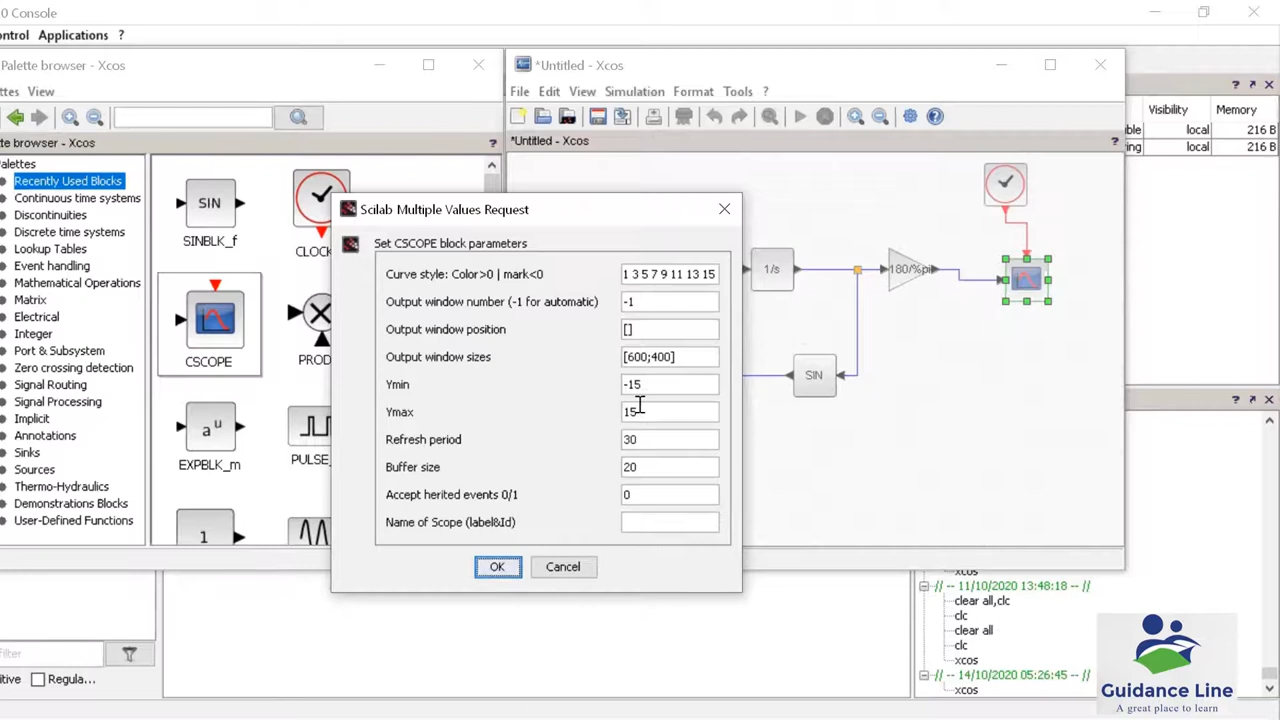 0 Console
ontrol Applications ?
Palette browser - Xcos
ttes View
tte browser - Xcos ?
alettes
Recently Used Blocks
Continuous time systems
Discontinuities
Discrete time systems
Lookup Tables
Event handling
Mathematical Operations
Matrix
Electrical
Integer
Port & Subsystem
Zero crossing detection
Signal Routing
Signal Processing
Implicit
Annotations
Sinks
Sources
Thermo-Hydraulics
Demonstrations Blocks
User-Defined Functions
SIN
SINBLK_f
CLOC
CSCOPE
PROD
aᵘ
EXPBLK_m
PULSE_
1
*Untitled - Xcos
File Edit View Simulation Format Tools ?
*Untitled - Xcos ?
1/s
180/%pi
SIN
Scilab Multiple Values Request
Set CSCOPE block parameters
Curve style: Color>0 | mark<0 1 3 5 7 9 11 13 15
Output window number (-1 for automatic) -1
Output window position []
Output window sizes [600;400]
Ymin -15
Ymax 15
Refresh period 30
Buffer size 20
Accept herited events 0/1 0
Name of Scope (label&Id)
OK Cancel
?
Visibility Memory
ble local 216 B
ing local 216 B
?
xcos
// -- 11/10/2020 13:48:18 -- //
clear all,clc
clc
clear all
clc
xcos
// -- 14/10/2020 05:26:45 -- //
xcos
Filter
itive Regula...
Guidance Line
A great place to learn